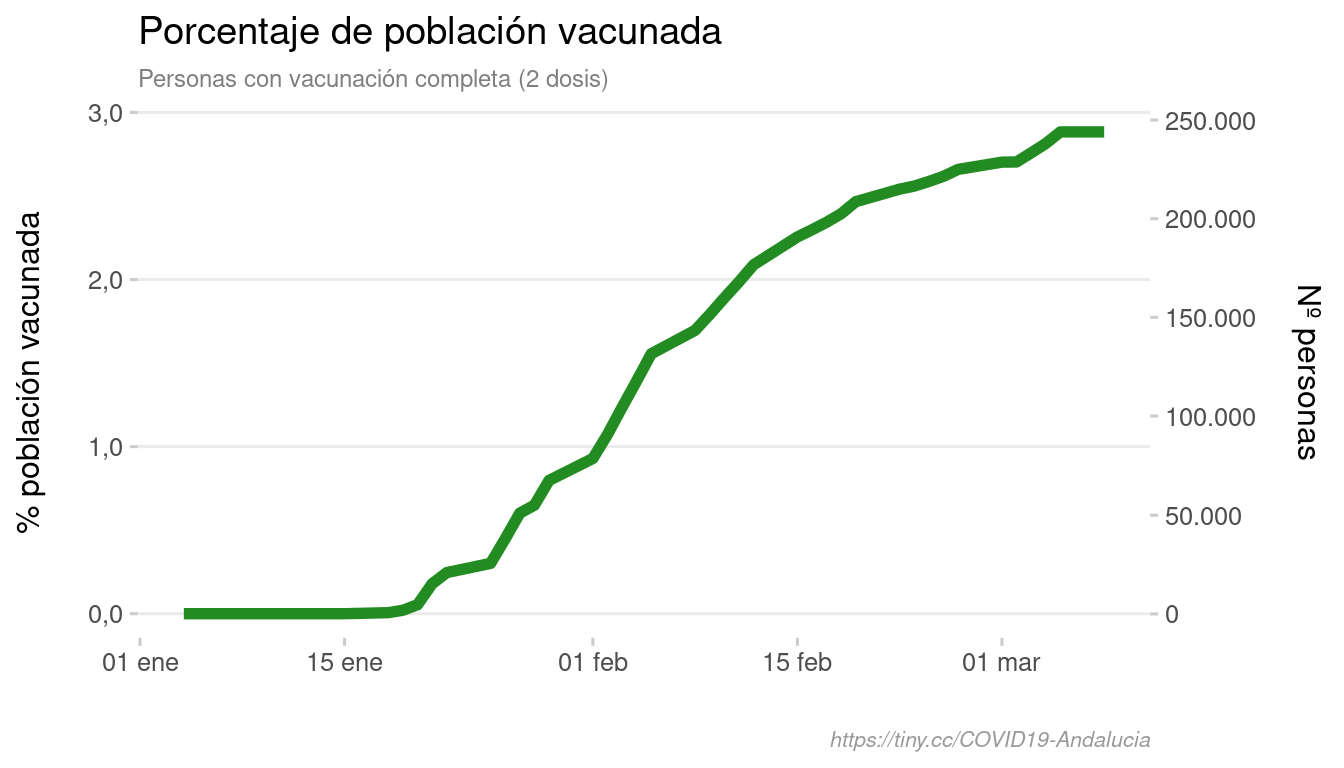 Porcentaje de población vacunada
Personas con vacunación completa (2 dosis)
% población vacunada
3,0
2,0
1,0
0,0
250.000
200.000
150.000
100.000
50.000
0
Nº personas
01 ene
15 ene
01 feb
15 feb
01 mar
https://tiny.cc/COVID19-Andalucia